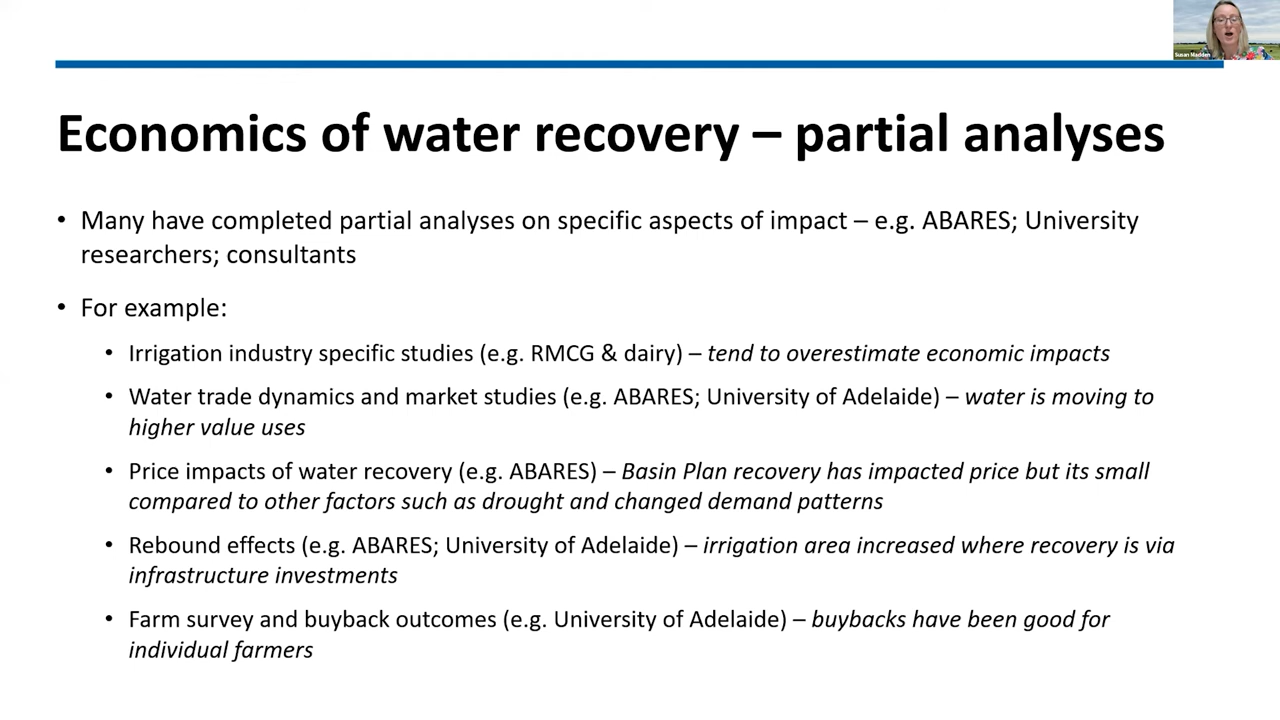 Susan Madden
Economics of water recovery – partial analyses
• Many have completed partial analyses on specific aspects of impact – e.g. ABARES; University
researchers; consultants
• For example:
• Irrigation industry specific studies (e.g. RMCG & dairy) – tend to overestimate economic impacts
• Water trade dynamics and market studies (e.g. ABARES; University of Adelaide) – water is moving to
higher value uses
• Price impacts of water recovery (e.g. ABARES) – Basin Plan recovery has impacted price but its small
compared to other factors such as drought and changed demand patterns
• Rebound effects (e.g. ABARES; University of Adelaide) – irrigation area increased where recovery is via
infrastructure investments
• Farm survey and buyback outcomes (e.g. University of Adelaide) – buybacks have been good for
individual farmers